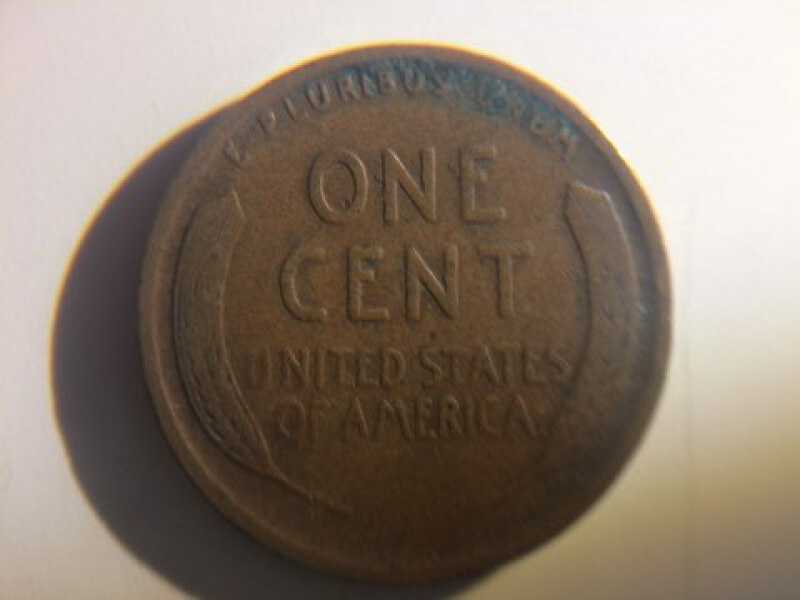 E PLURIBUS UNUM
ONE
CENT
UNITED STATES
OF AMERICA